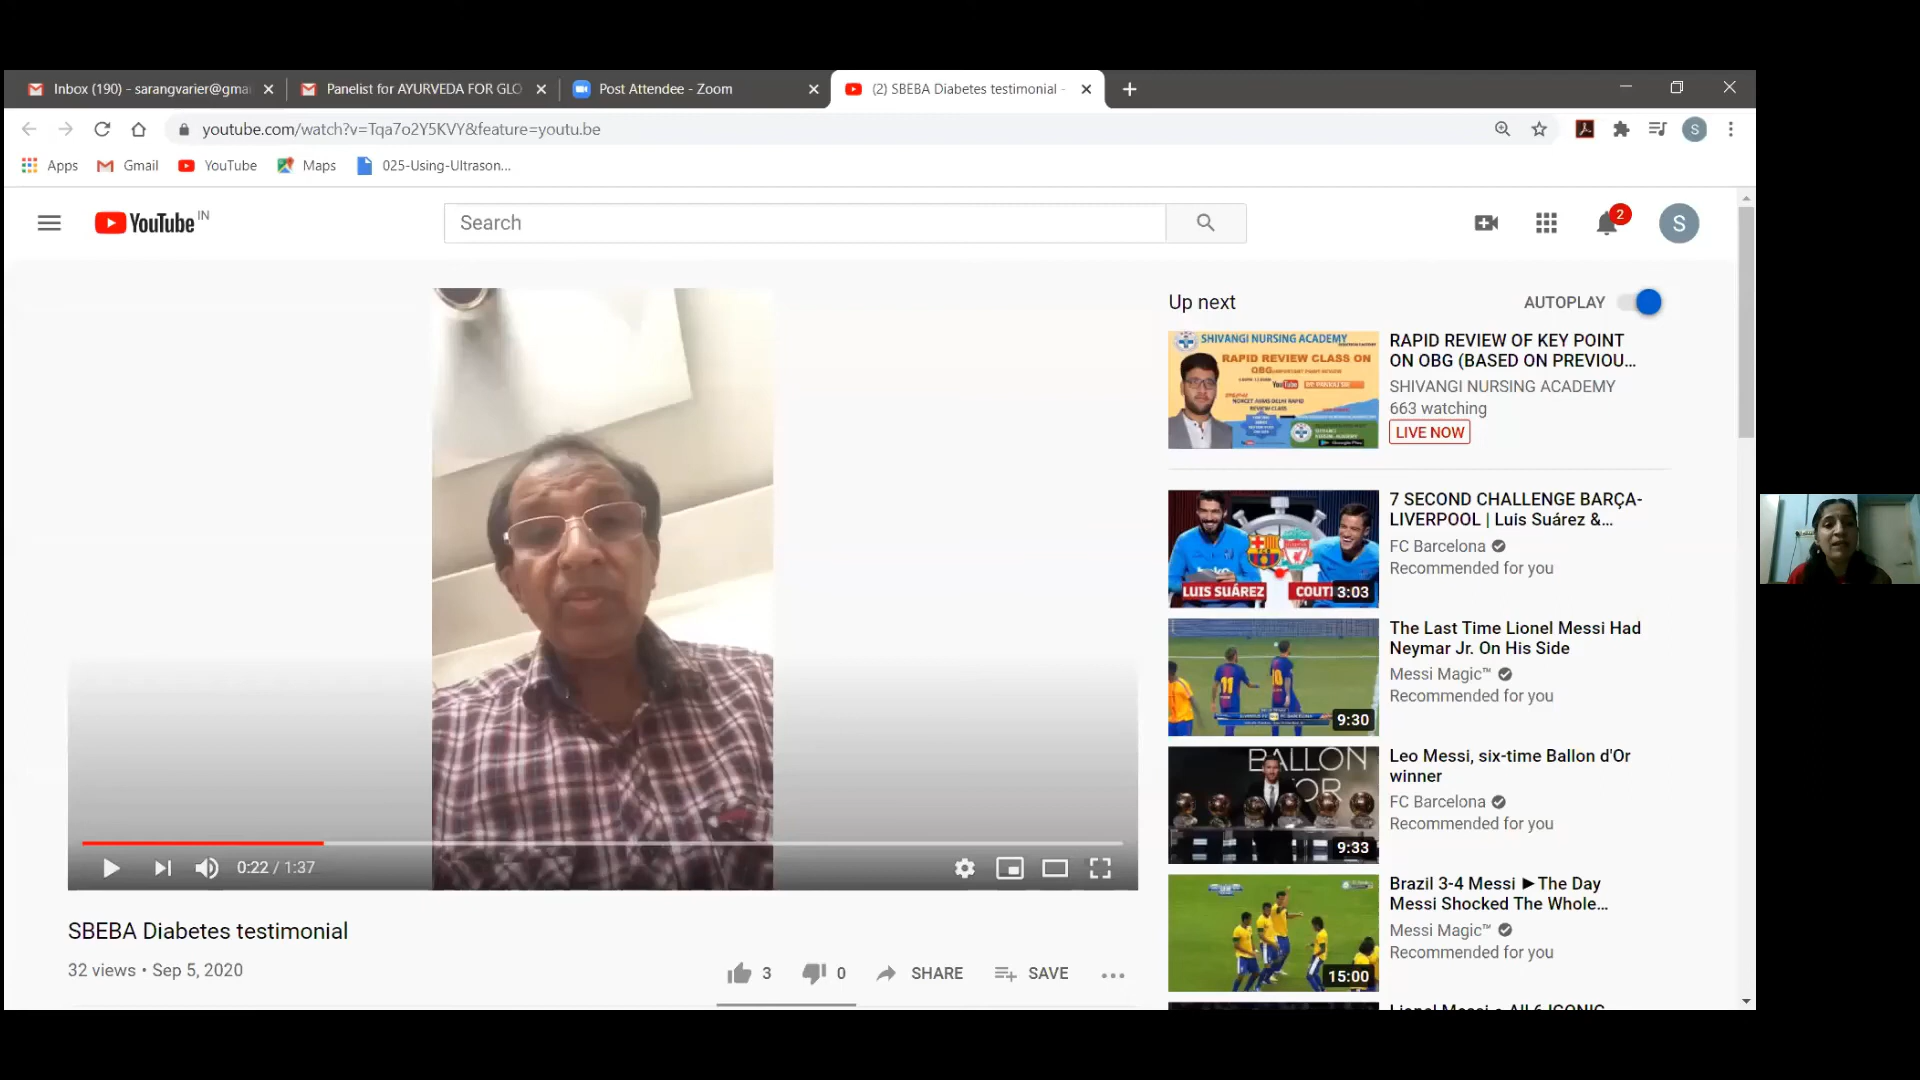 Inbox (190) - sarangvarier@gma
Panelist for AYURVEDA FOR GLO
Post Attendee - Zoom
(2) SBEBA Diabetes testimonial -
youtube.com/watch?v=Tqa7o2Y5KVY&feature=youtu.be
S
Apps
Gmail
YouTube
Maps
025-Using-Ultrason...
YouTube IN
Search
2
S
Up next
AUTOPLAY
SHIVANGI NURSING ACADEMY
RAPID REVIEW CLASS ON
RAPID REVIEW OF KEY POINT
ON OBG (BASED ON PREVIOU...
SHIVANGI NURSING ACADEMY
663 watching
LIVE NOW
LUIS SUÁREZ
COUTI
3:03
7 SECOND CHALLENGE BARÇA-
LIVERPOOL | Luis Suárez &...
FC Barcelona
Recommended for you
11
10
9:30
The Last Time Lionel Messi Had
Neymar Jr. On His Side
Messi Magic™
Recommended for you
BALLON
OR
9:33
Leo Messi, six-time Ballon d'Or
winner
FC Barcelona
Recommended for you
15:00
Brazil 3-4 Messi ►The Day
Messi Shocked The Whole...
Messi Magic™
Recommended for you
0:22 / 1:37
SBEBA Diabetes testimonial
32 views • Sep 5, 2020
3
0
SHARE
SAVE